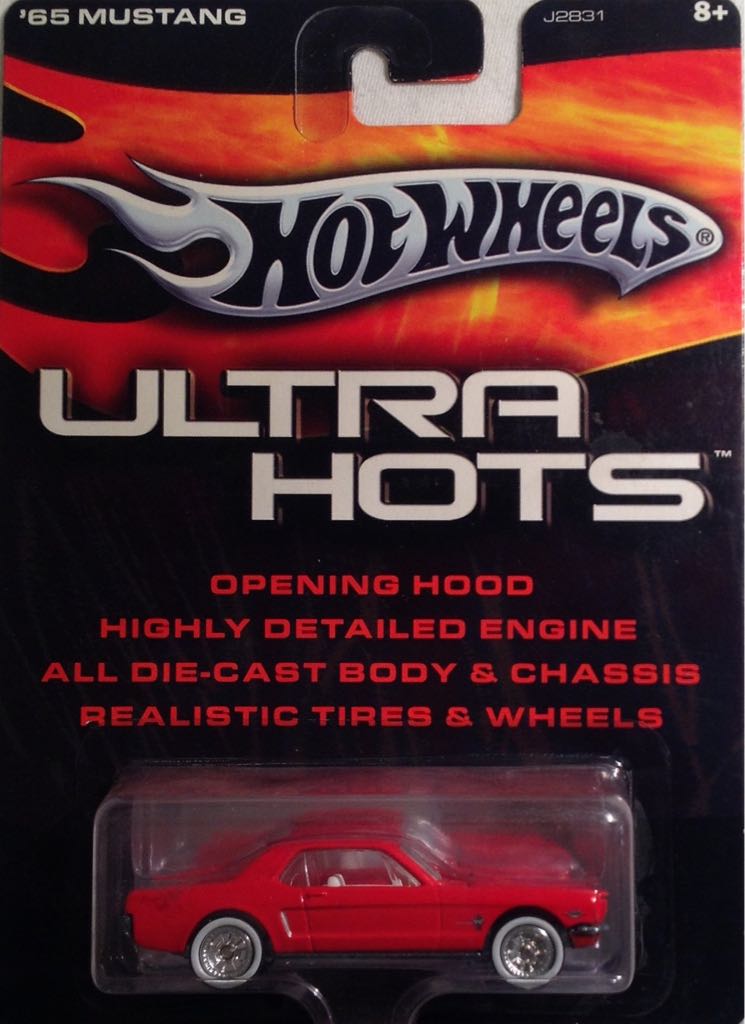 '65 MUSTANG
J2831
8+
HOT WHEELS®
ULTRA
HOTS™
OPENING HOOD
HIGHLY DETAILED ENGINE
ALL DIE-CAST BODY & CHASSIS
REALISTIC TIRES & WHEELS